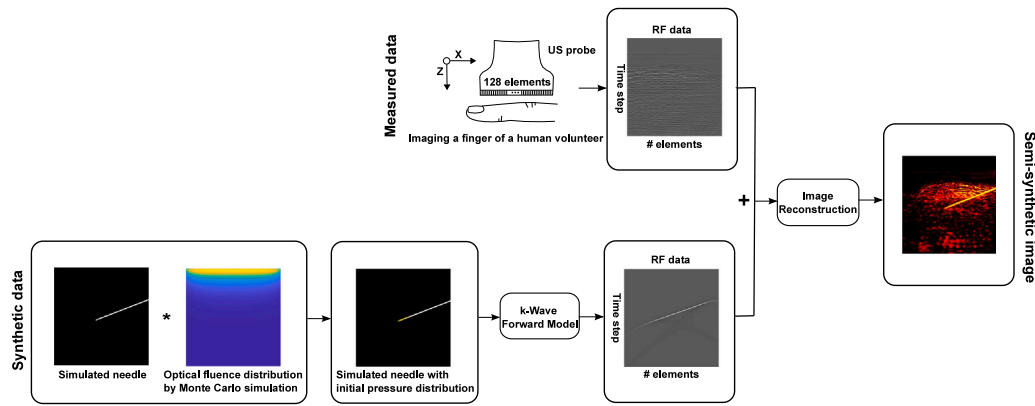 Measured data
X
Z
US probe
128 elements
Imaging a finger of a human volunteer
RF data
Time step
# elements
+
Image
Reconstruction
Semi-synthetic image
Synthetic data
Simulated needle
*
Optical fluence distribution
by Monte Carlo simulation
Simulated needle with
initial pressure distribution
k-Wave
Forward Model
RF data
Time step
# elements